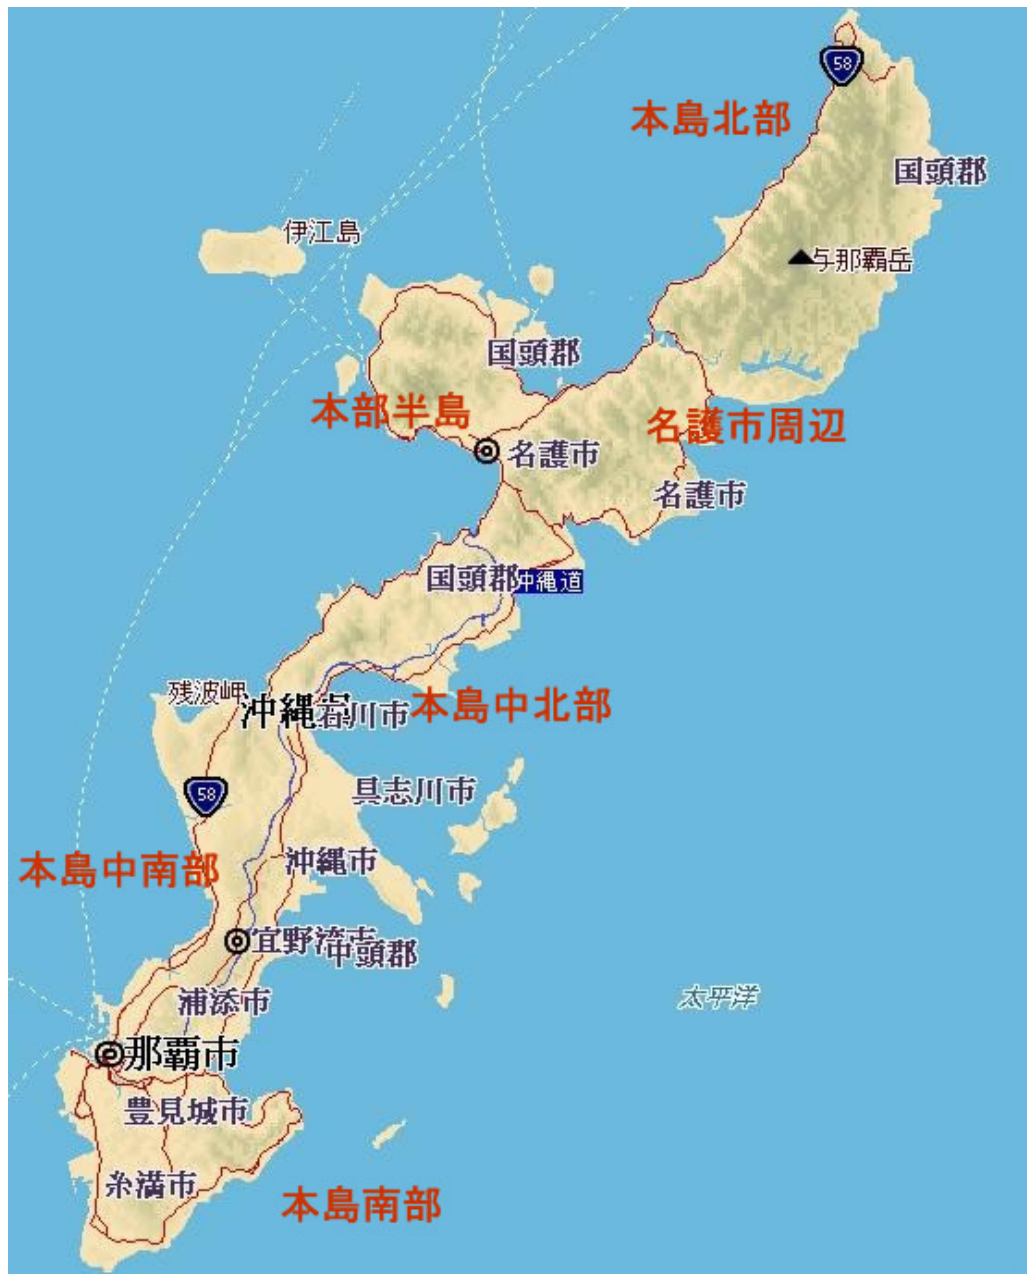 58
本島北部
国頭郡
伊江島
与那覇岳
国頭郡
本部半島
名護市周辺
名護市
名護市
国頭郡
沖縄道
残波岬
沖縄
石川市
本島中北部
58
具志川市
本島中南部
沖縄市
宜野湾市
中頭郡
太平洋
浦添市
那覇市
豊見城市
糸満市
本島南部